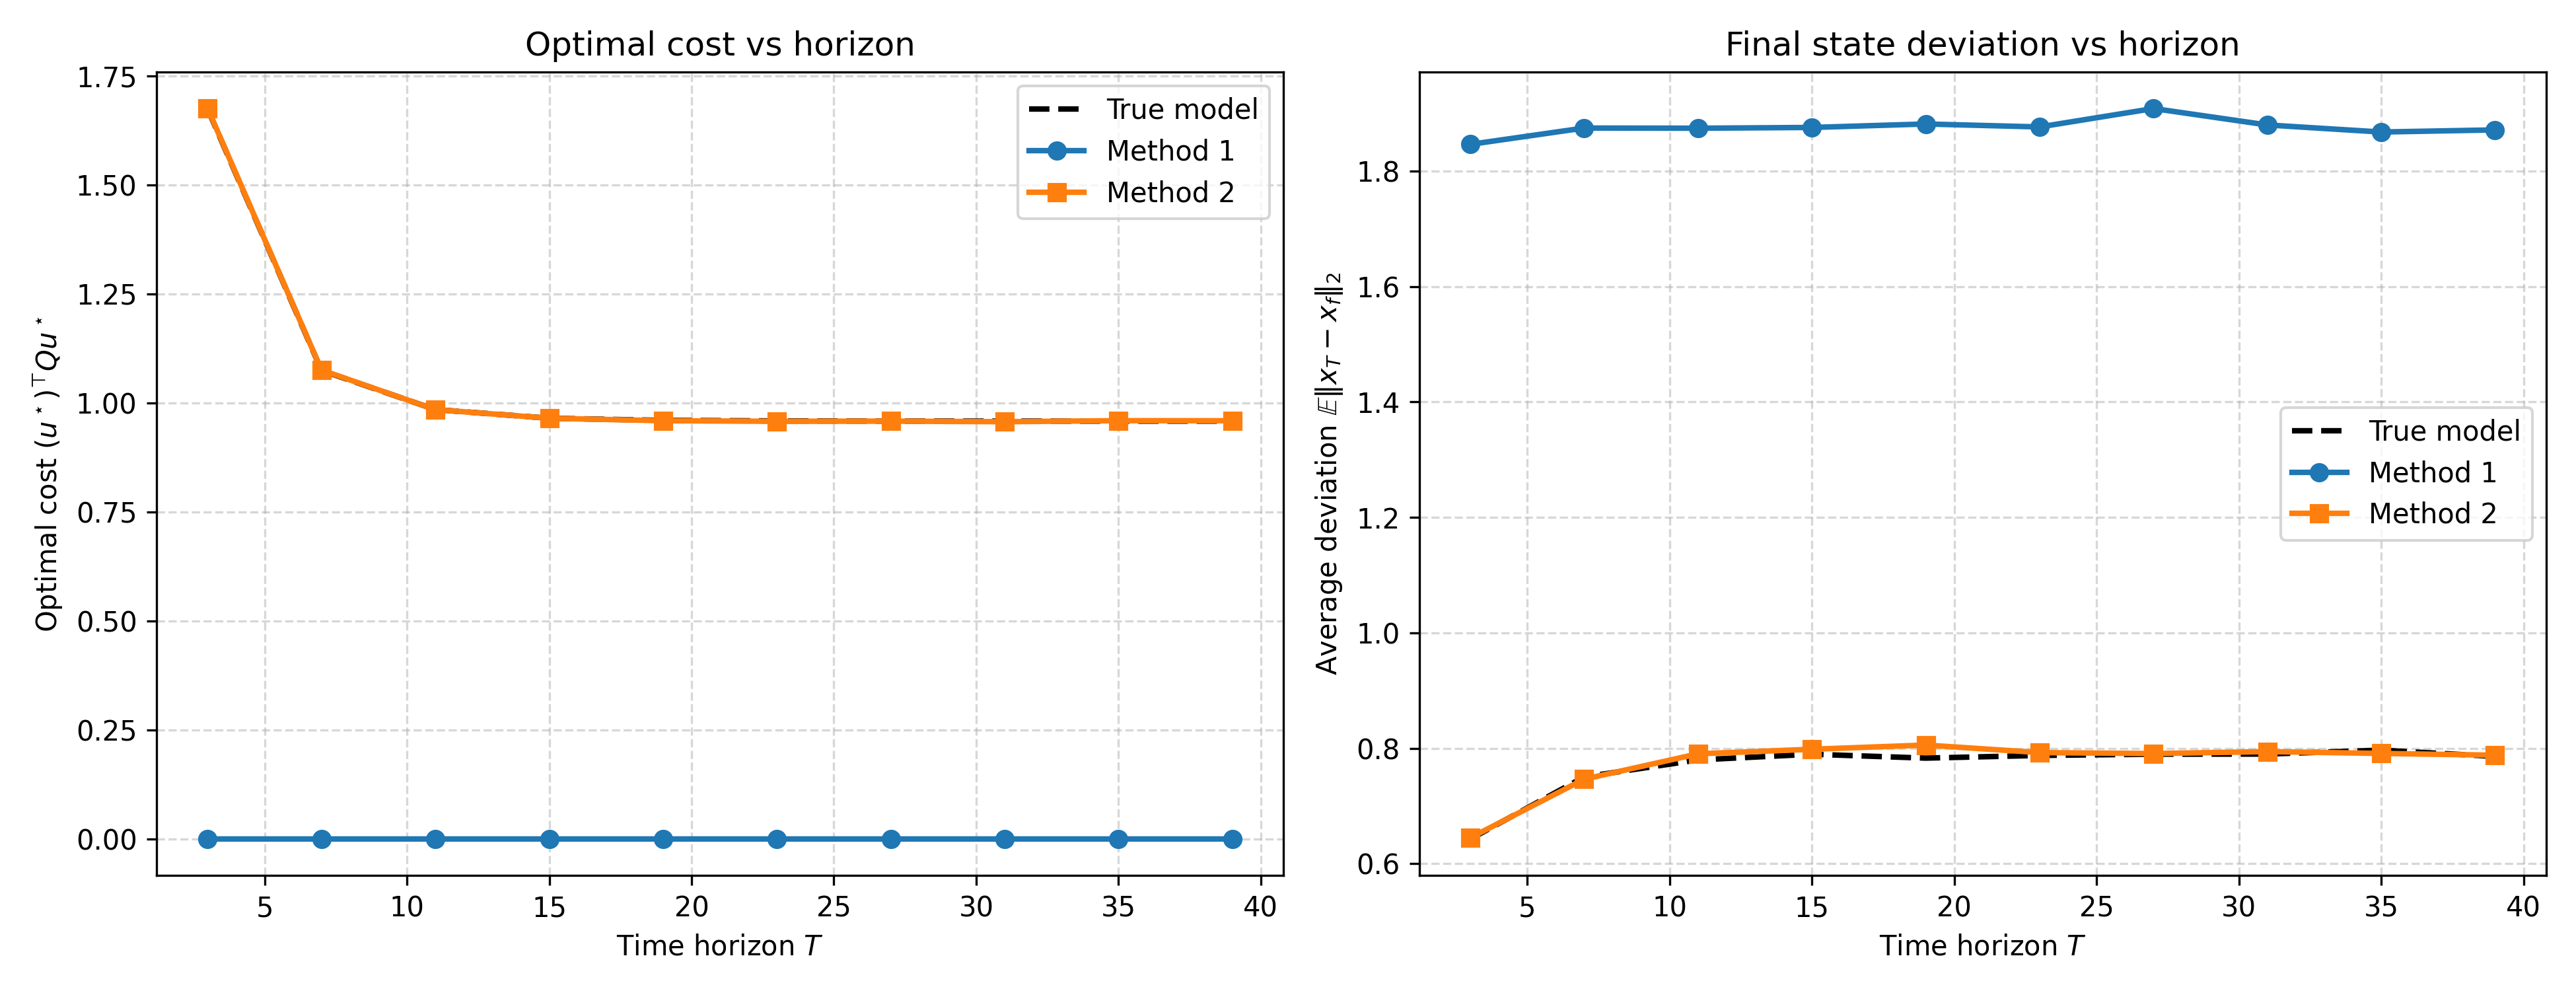 Optimal cost vs horizon
Optimal cost (u⋆)⊤Qu⋆
1.75
1.50
1.25
1.00
0.75
0.50
0.25
0.00
5 10 15 20 25 30 35 40
Time horizon T
True model
Method 1
Method 2
Final state deviation vs horizon
Average deviation 𝔼‖x_T − x_f‖₂
1.8
1.6
1.4
1.2
1.0
0.8
0.6
5 10 15 20 25 30 35 40
Time horizon T
True model
Method 1
Method 2